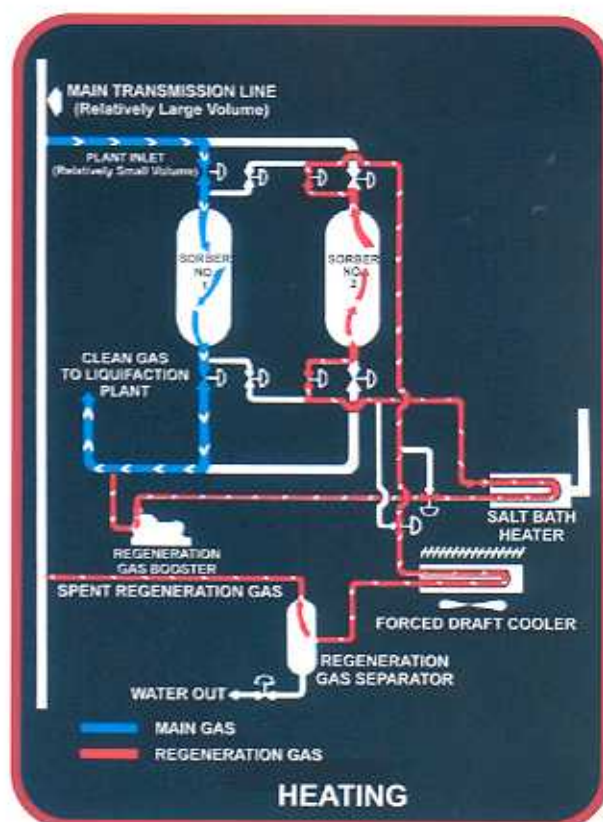 MAIN TRANSMISSION LINE
(Relatively Large Volume)
PLANT INLET
(Relatively Small Volume)
SORBER
NO.
1
SORBER
NO.
2
CLEAN GAS
TO LIQUIFACTION
PLANT
SALT BATH
HEATER
REGENERATION
GAS BOOSTER
SPENT REGENERATION GAS
FORCED DRAFT COOLER
REGENERATION
GAS SEPARATOR
WATER OUT
MAIN GAS
REGENERATION GAS
HEATING